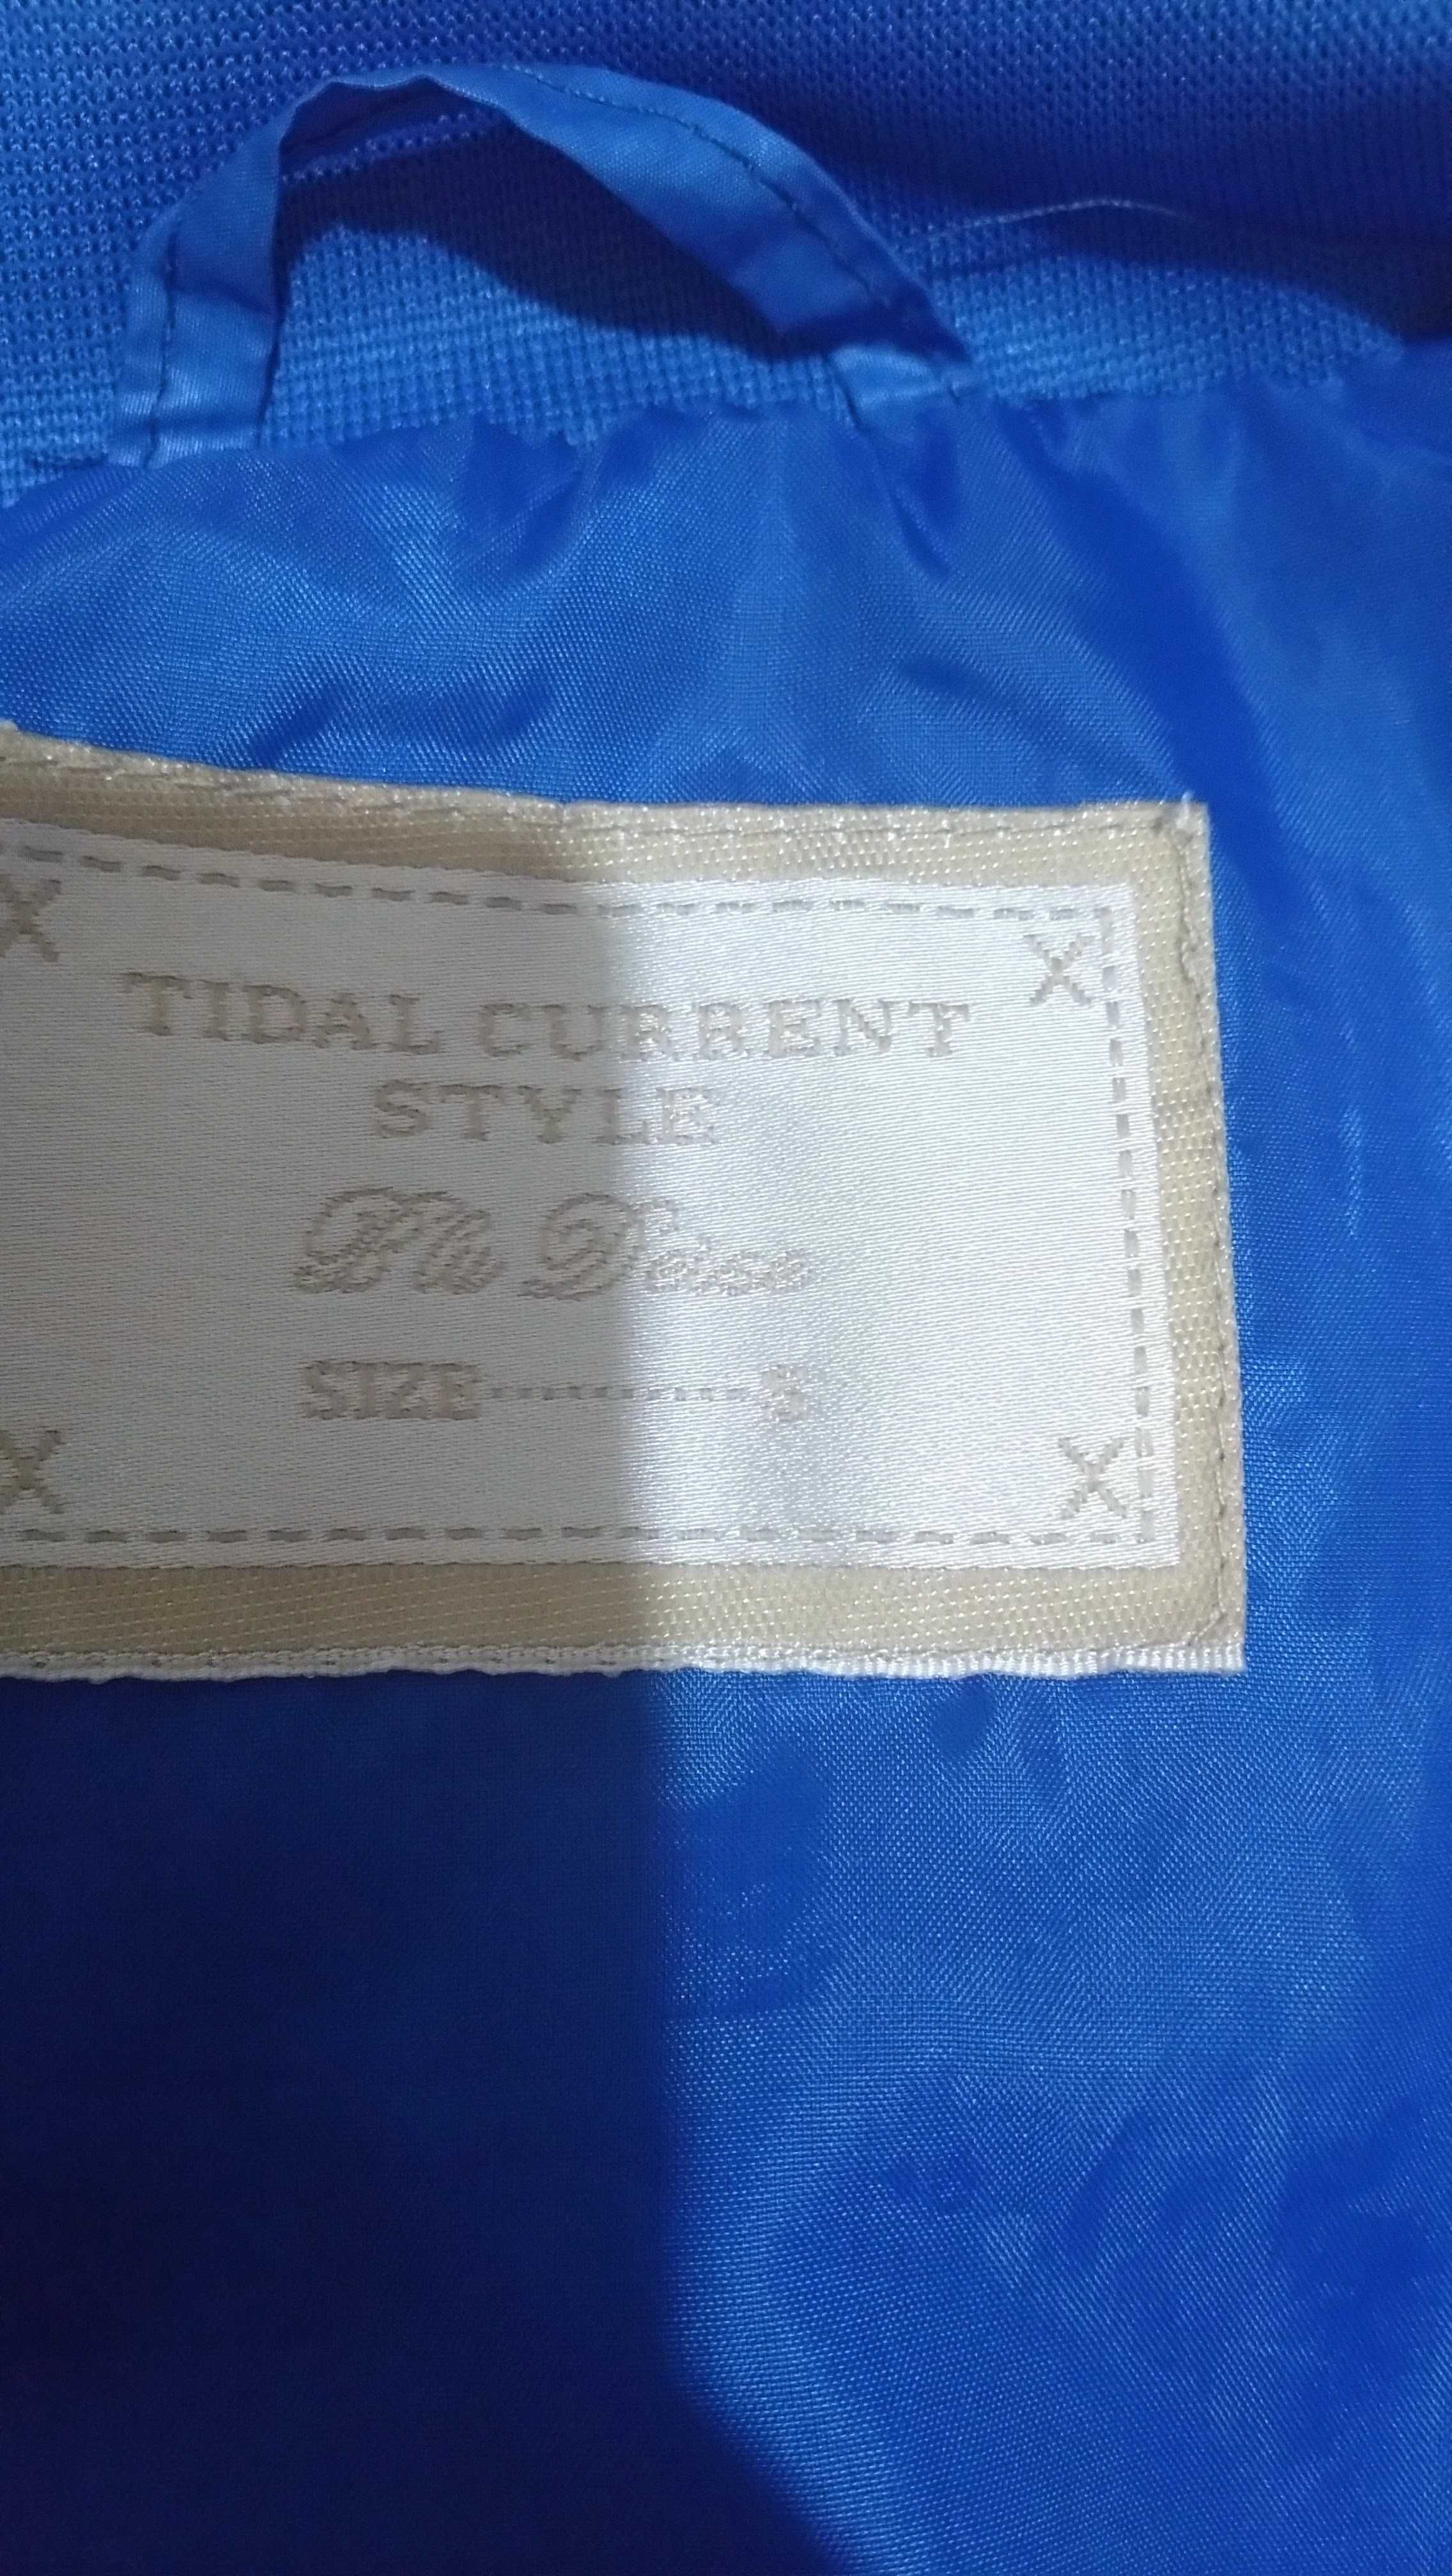 TIDAL CURRENT
STYLE
SIZE----------S